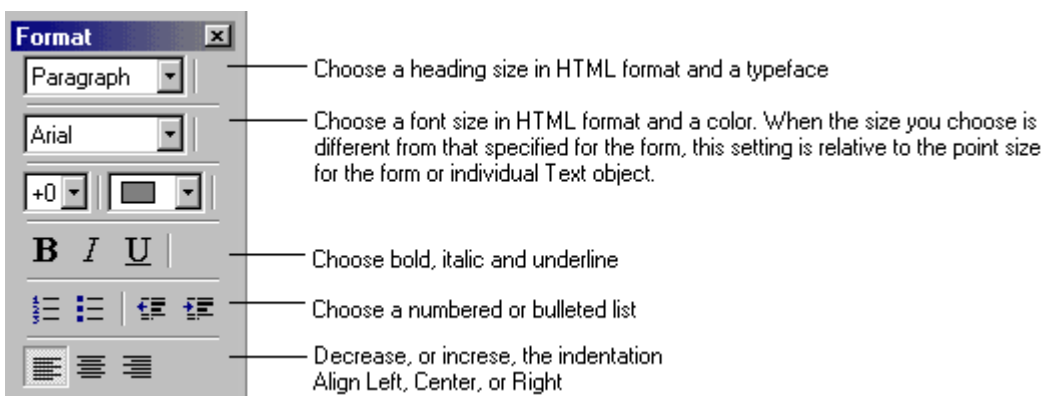 Format
Paragraph
Choose a heading size in HTML format and a typeface
Arial
Choose a font size in HTML format and a color. When the size you choose is
different from that specified for the form, this setting is relative to the point size
for the form or individual Text object.
+0
B I U
Choose bold, italic and underline
Choose a numbered or bulleted list
Decrease, or increse, the indentation
Align Left, Center, or Right